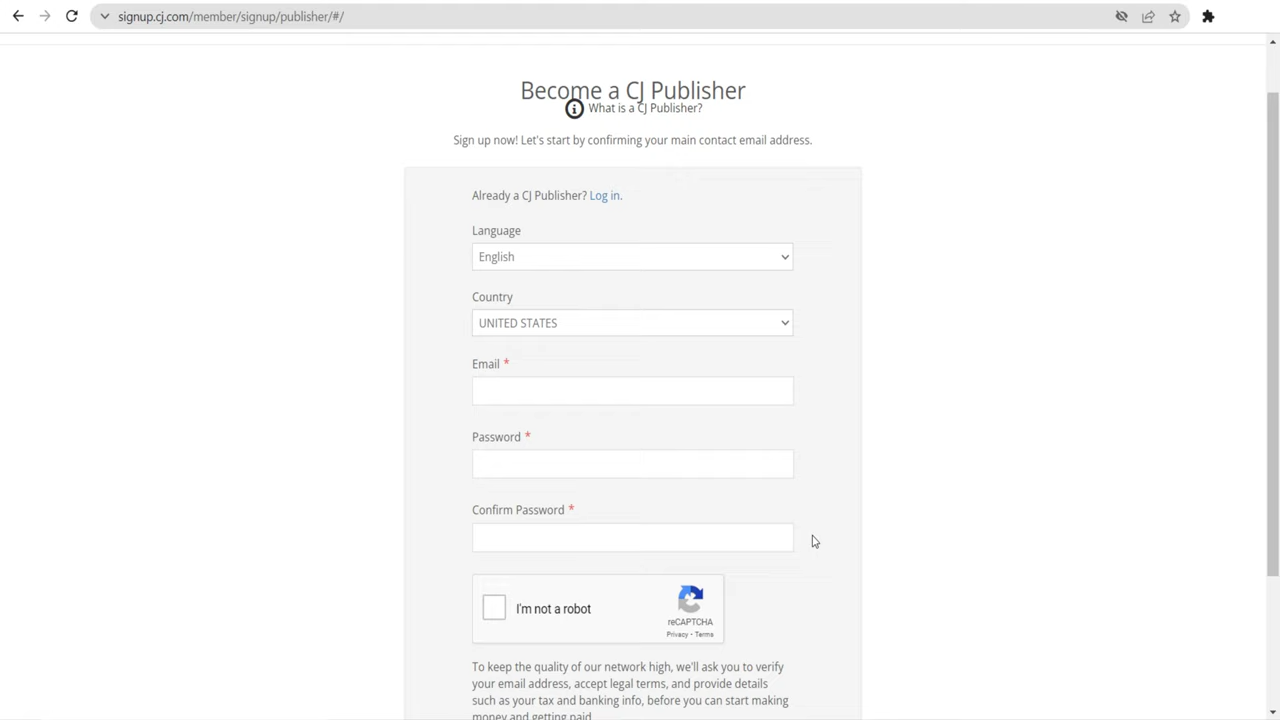 signup.cj.com/member/signup/publisher/#/
Become a CJ Publisher
What is a CJ Publisher?
Sign up now! Let's start by confirming your main contact email address.
Already a CJ Publisher? Log in.
Language
English
Country
UNITED STATES
Email *
Password *
Confirm Password *
I'm not a robot
reCAPTCHA
Privacy - Terms
To keep the quality of our network high, we'll ask you to verify
your email address, accept legal terms, and provide details
such as your tax and banking info, before you can start making
money and getting paid